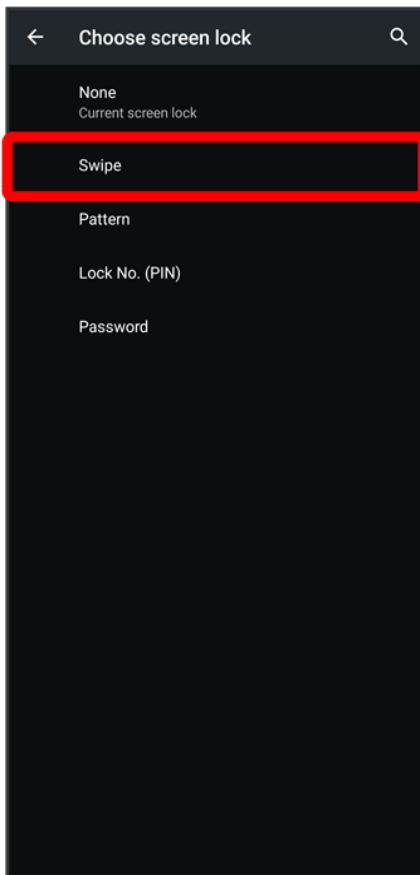 Choose screen lock
None
Current screen lock
Swipe
Pattern
Lock No. (PIN)
Password